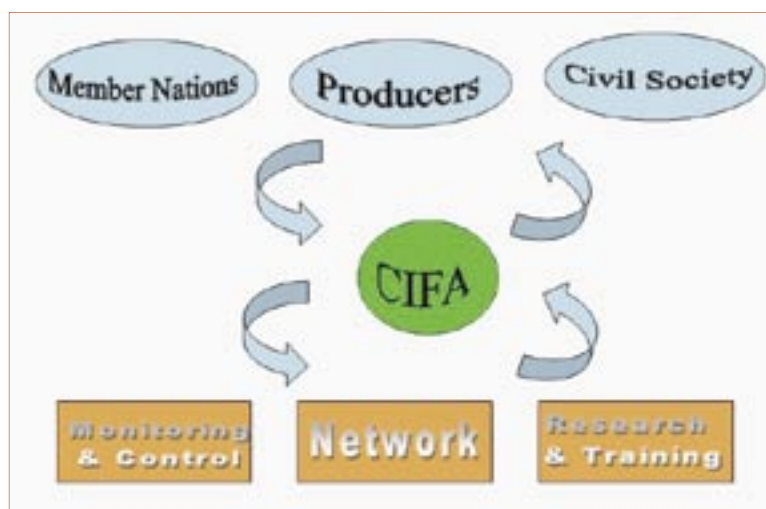 Member Nations
Producers
Civil Society
CIFA
Monitoring
& Control
Network
Research
& Training